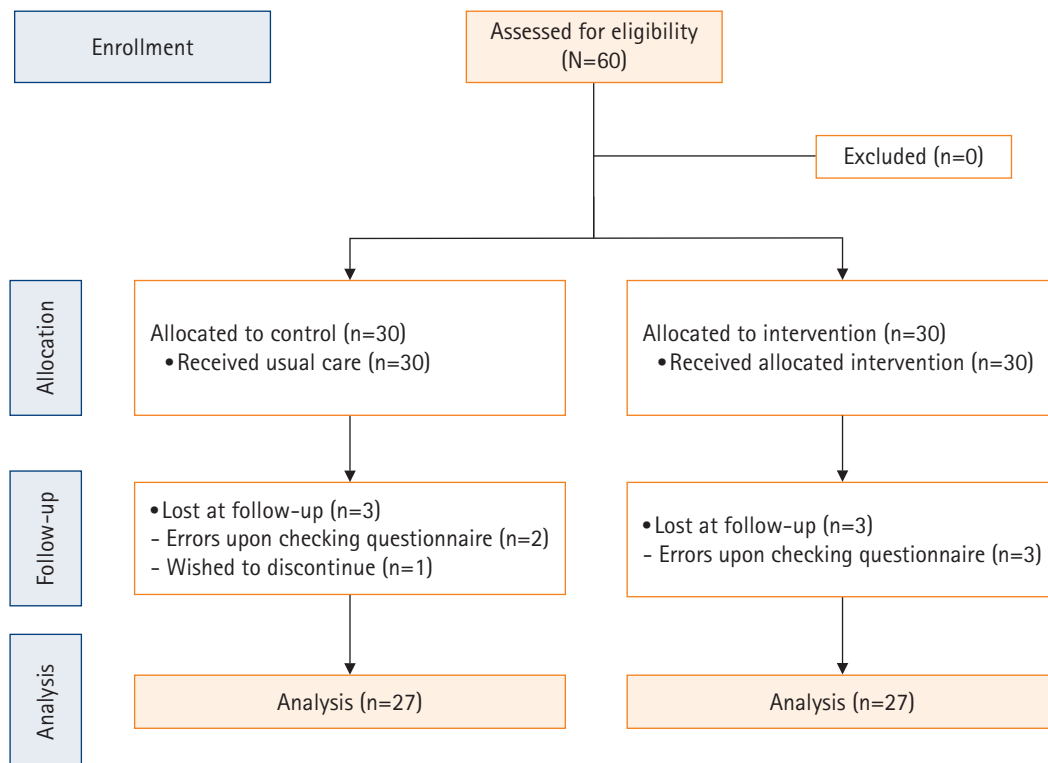 Enrollment
Assessed for eligibility
(N=60)
Excluded (n=0)
Allocation
Allocated to control (n=30)
•Received usual care (n=30)
Allocated to intervention (n=30)
•Received allocated intervention (n=30)
Follow-up
•Lost at follow-up (n=3)
- Errors upon checking questionnaire (n=2)
- Wished to discontinue (n=1)
•Lost at follow-up (n=3)
- Errors upon checking questionnaire (n=3)
Analysis
Analysis (n=27)
Analysis (n=27)